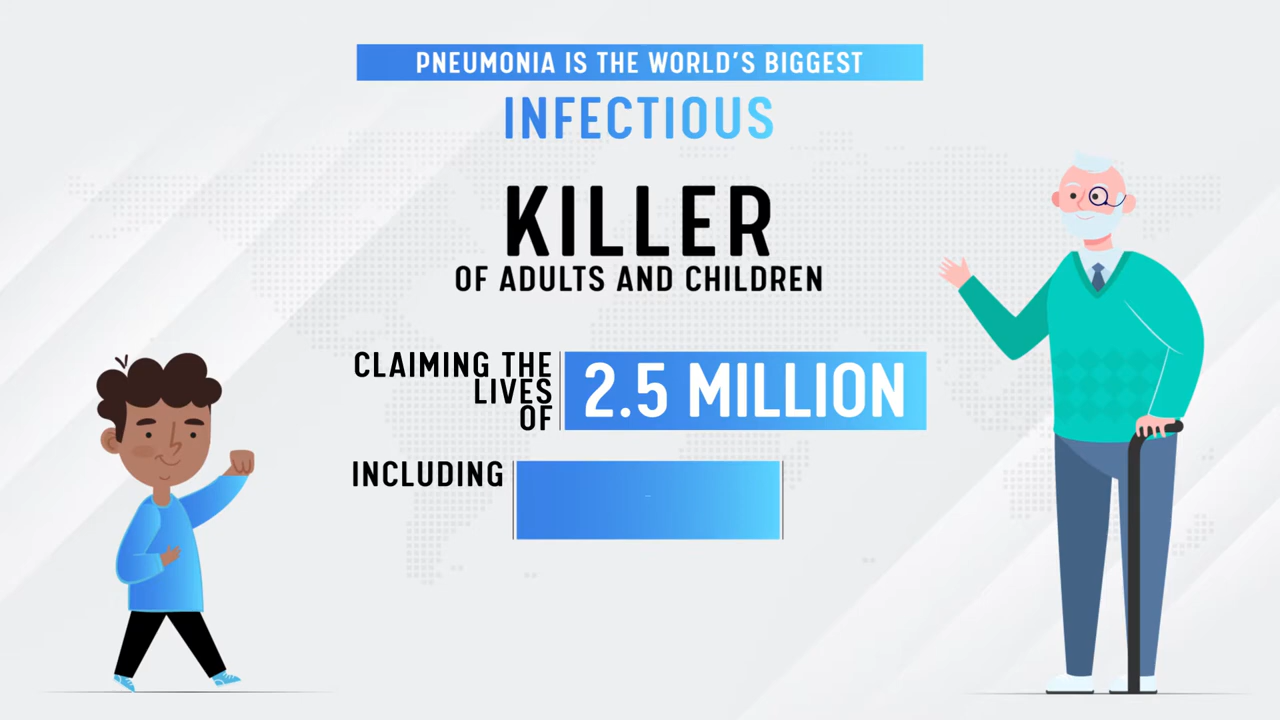 PNEUMONIA IS THE WORLD'S BIGGEST
INFECTIOUS
KILLER
OF ADULTS AND CHILDREN
CLAIMING THE
LIVES
OF
2.5 MILLION
INCLUDING